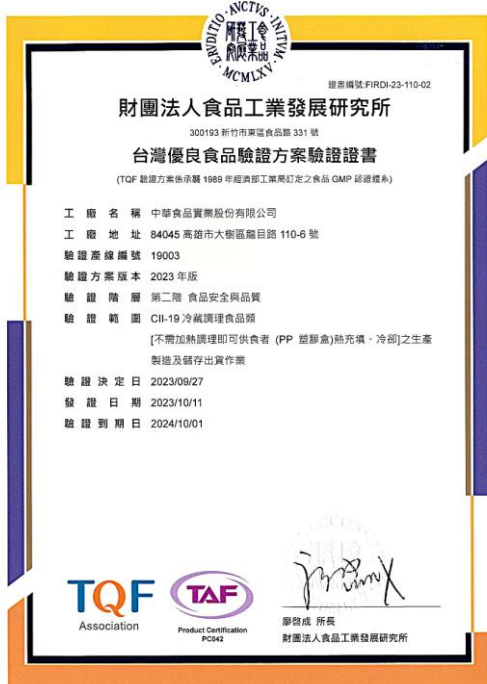 ERVDITIO·AVCTVS·INITVM·MCMLXV·
食品工業研發所
證書編號:FIRDI-23-110-02
財團法人食品工業發展研究所
300193 新竹市東區食品路 331 號
台灣優良食品驗證方案驗證證書
(TQF 驗證方案係承襲 1989 年經濟部工業局訂定之食品 GMP 認證體系)
工廠名稱 中華食品實業股份有限公司
工廠地址 84045 高雄市大樹區龍目路 110-6 號
驗證產線編號 19003
驗證方案版本 2023 年版
驗證階層 第二階 食品安全與品質
驗證範圍 CII-19 冷藏調理食品類
[不需加熱調理即可供食者 (PP 塑膠盒)熱充填、冷卻]之生產
製造及儲存出貨作業
驗證決定日 2023/09/27
發證日期 2023/10/11
驗證到期日 2024/10/01
TQF
Association
TAF
Product Certification
PC042
廖啓成 所長
財團法人食品工業發展研究所